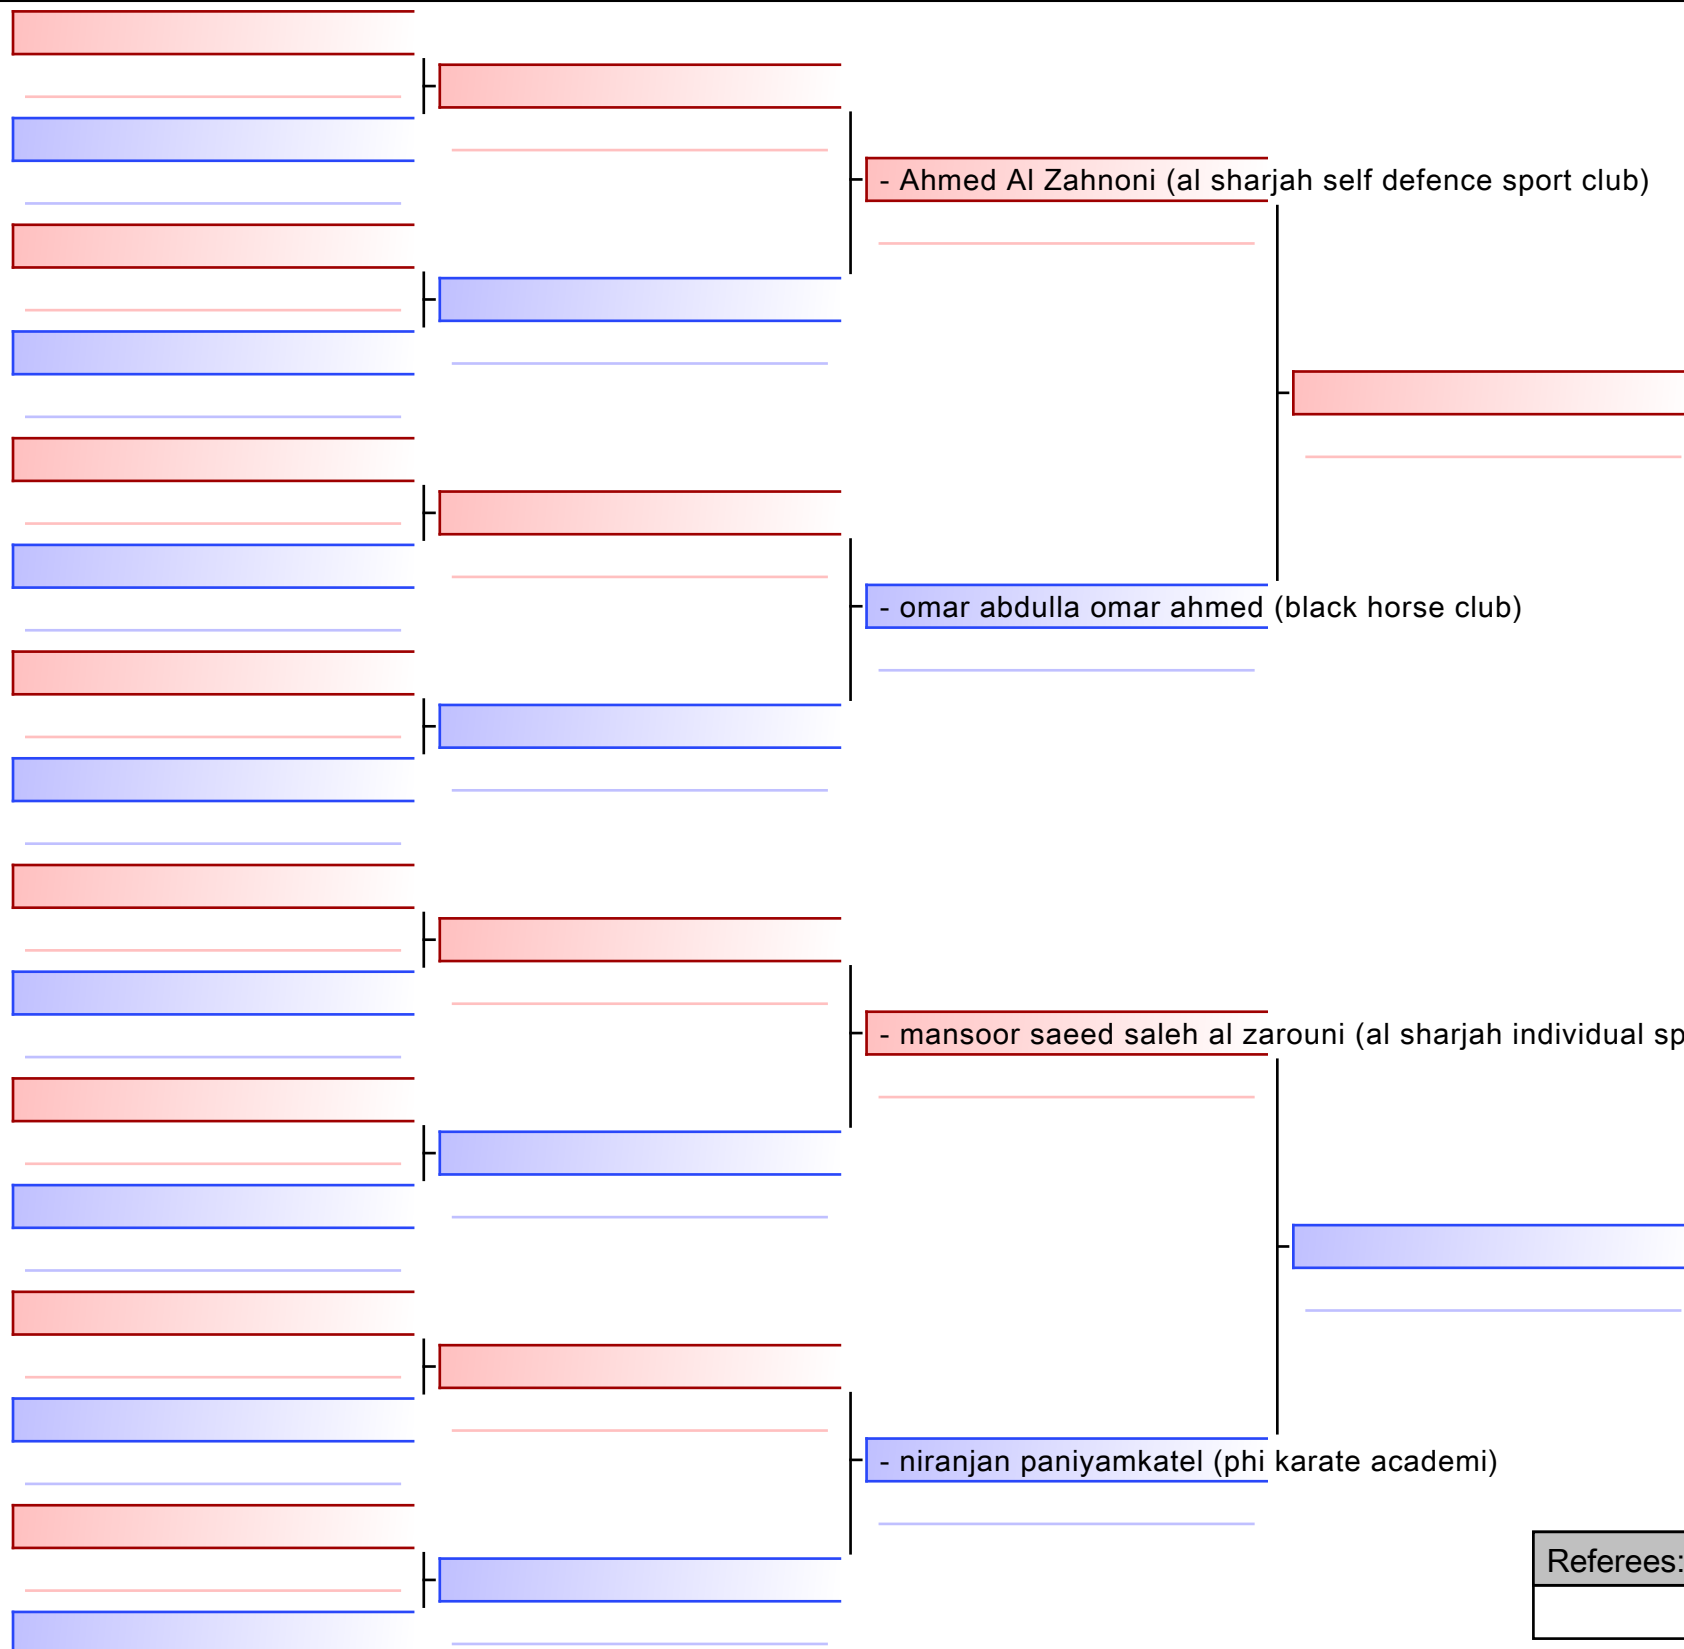 - Ahmed Al Zahnoni (al sharjah self defence sport club)
- omar abdulla omar ahmed (black horse club)
- mansoor saeed saleh al zarouni (al sharjah individual sp
- niranjan paniyamkatel (phi karate academi)
Referees: